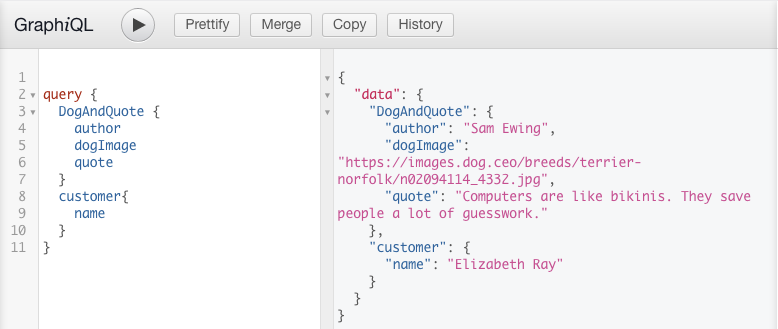 GraphiQL Prettify Merge Copy History
1
2 query {
3 DogAndQuote {
4 author
5 dogImage
6 quote
7 }
8 customer{
9 name
10 }
11 }
{
"data": {
"DogAndQuote": {
"author": "Sam Ewing",
"dogImage":
"https://images.dog.ceo/breeds/terrier-
norfolk/n02094114_4332.jpg",
"quote": "Computers are like bikinis. They save
people a lot of guesswork."
},
"customer": {
"name": "Elizabeth Ray"
}
}
}